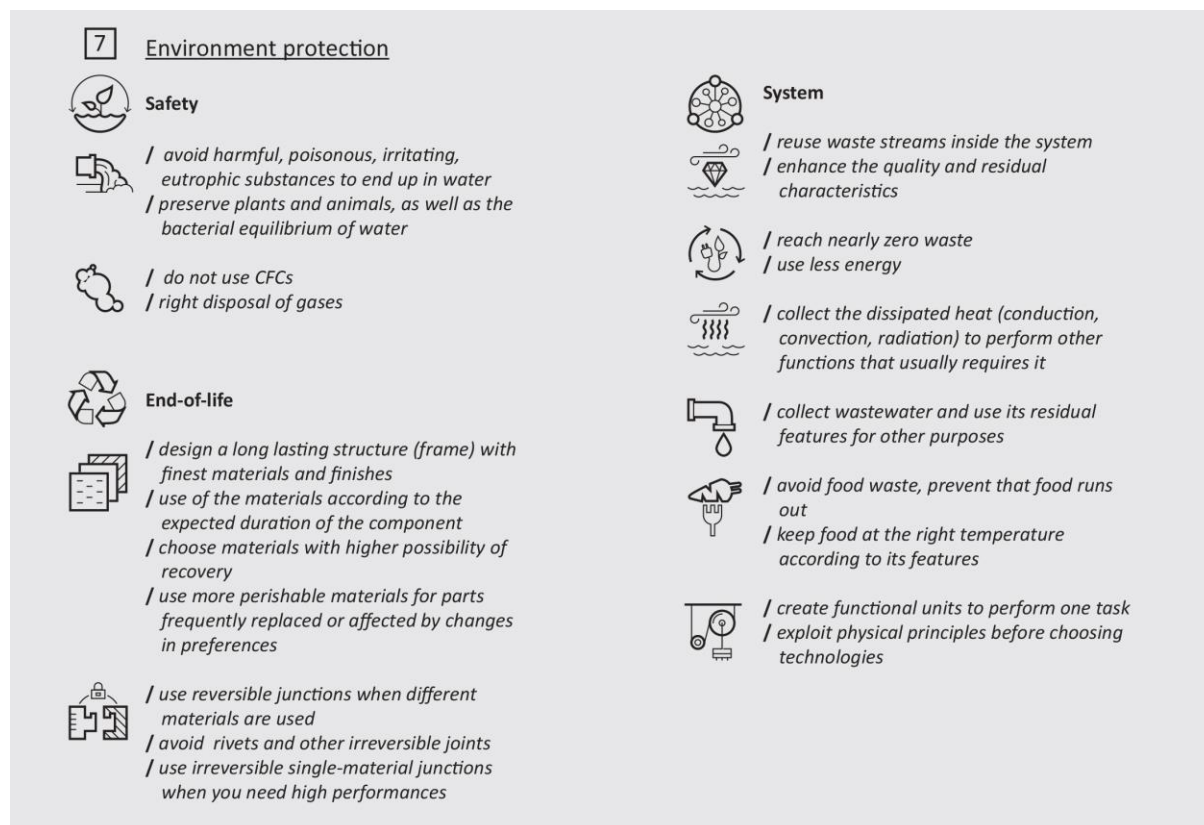 7 Environment protection
Safety
/ avoid harmful, poisonous, irritating,
eutrophic substances to end up in water
/ preserve plants and animals, as well as the
bacterial equilibrium of water
/ do not use CFCs
/ right disposal of gases
End-of-life
/ design a long lasting structure (frame) with
finest materials and finishes
/ use of the materials according to the
expected duration of the component
/ choose materials with higher possibility of
recovery
/ use more perishable materials for parts
frequently replaced or affected by changes
in preferences
/ use reversible junctions when different
materials are used
/ avoid rivets and other irreversible joints
/ use irreversible single-material junctions
when you need high performances
System
/ reuse waste streams inside the system
/ enhance the quality and residual
characteristics
/ reach nearly zero waste
/ use less energy
/ collect the dissipated heat (conduction,
convection, radiation) to perform other
functions that usually requires it
/ collect wastewater and use its residual
features for other purposes
/ avoid food waste, prevent that food runs
out
/ keep food at the right temperature
according to its features
/ create functional units to perform one task
/ exploit physical principles before choosing
technologies